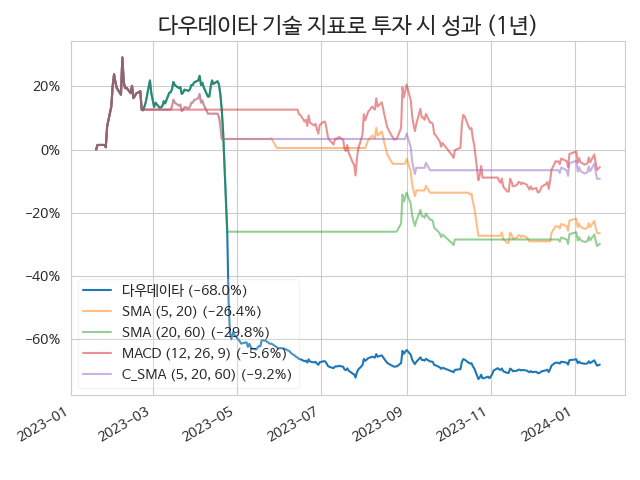 다우데이타 기술 지표로 투자 시 성과 (1년)
20%
0%
−20%
−40%
−60%
다우데이타 (−68.0%)
SMA (5, 20) (−26.4%)
SMA (20, 60) (−29.8%)
MACD (12, 26, 9) (−5.6%)
C_SMA (5, 20, 60) (−9.2%)
2023−01
2023−03
2023−05
2023−07
2023−09
2023−11
2024−01